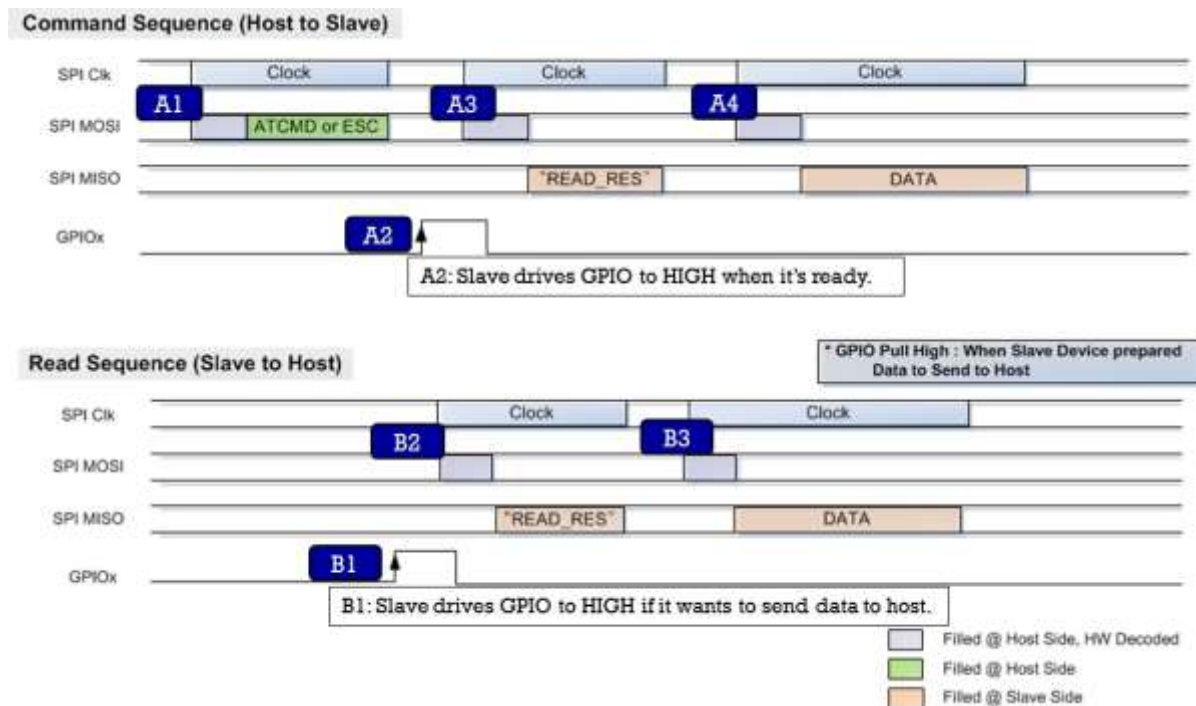 Command Sequence (Host to Slave)
SPI Clk
Clock
Clock
Clock
A1
A3
A4
SPI MOSI
ATCMD or ESC
SPI MISO
"READ_RES"
DATA
GPIOx
A2
A2: Slave drives GPIO to HIGH when it's ready.
Read Sequence (Slave to Host)
* GPIO Pull High : When Slave Device prepared
Data to Send to Host
SPI Clk
Clock
Clock
B2
B3
SPI MOSI
SPI MISO
"READ_RES"
DATA
B1
GPIOx
B1: Slave drives GPIO to HIGH if it wants to send data to host.
Filled @ Host Side, HW Decoded
Filled @ Host Side
Filled @ Slave Side